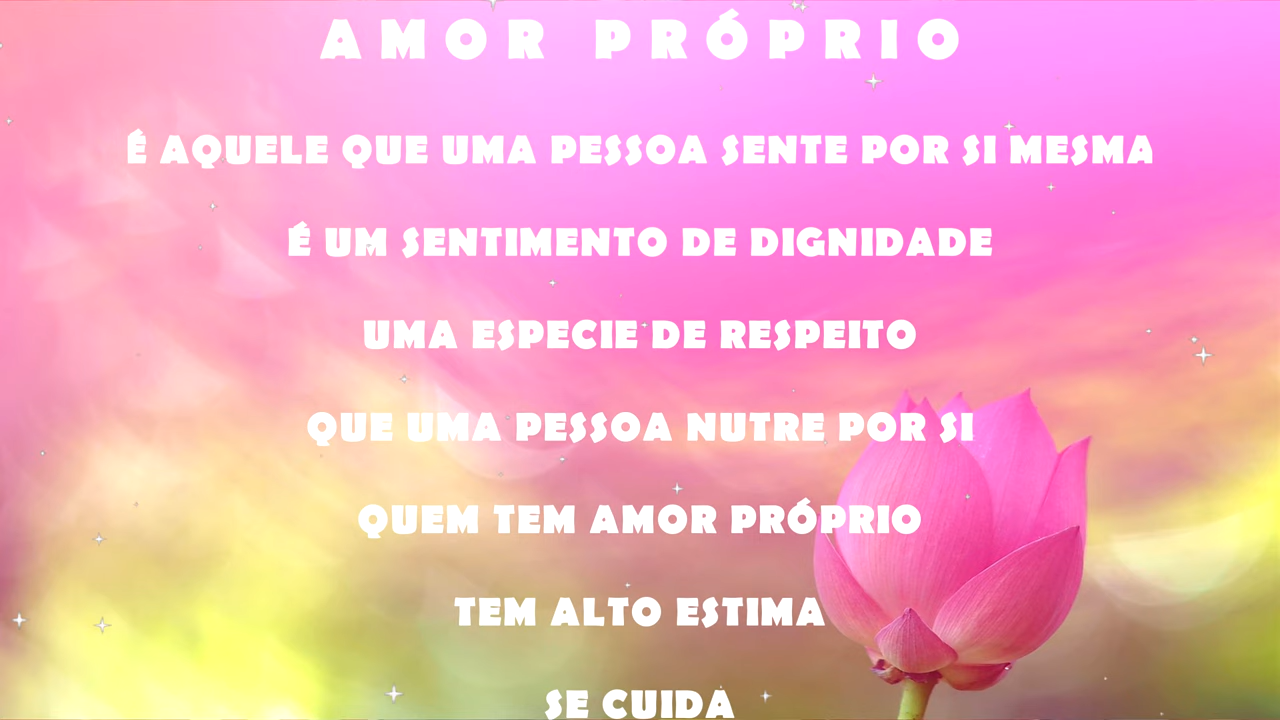 AMOR PRÓPRIO
É AQUELE QUE UMA PESSOA SENTE POR SI MESMA
É UM SENTIMENTO DE DIGNIDADE
UMA ESPECIE DE RESPEITO
QUE UMA PESSOA NUTRE POR SI
QUEM TEM AMOR PRÓPRIO
TEM ALTO ESTIMA
SE CUIDA